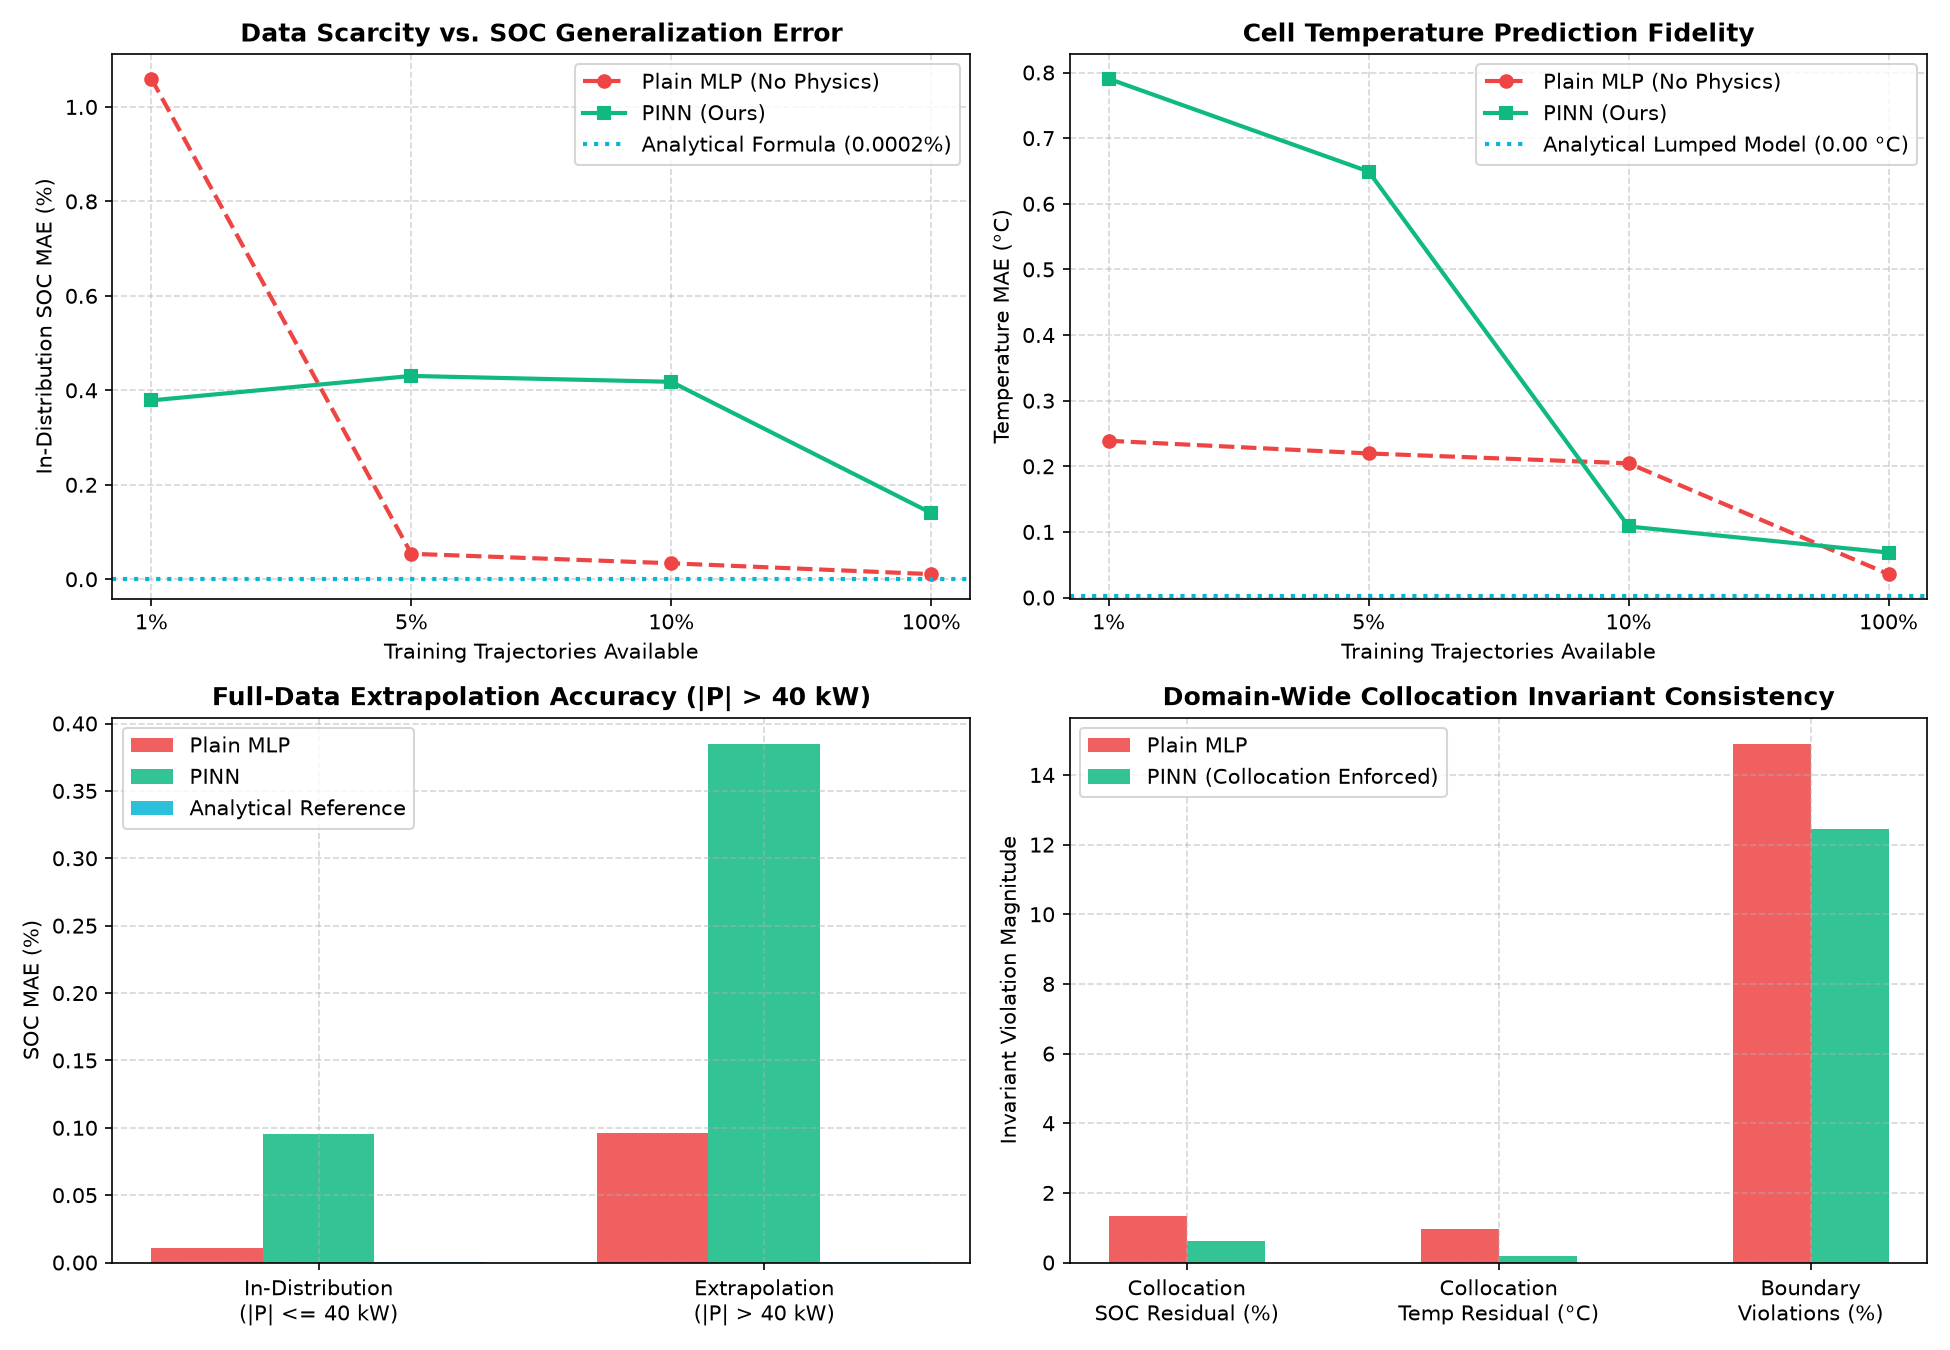 Data Scarcity vs. SOC Generalization Error
In-Distribution SOC MAE (%)
1.0
0.8
0.6
0.4
0.2
0.0
Plain MLP (No Physics)
PINN (Ours)
Analytical Formula (0.0002%)
1%
5%
10%
100%
Training Trajectories Available
Cell Temperature Prediction Fidelity
Temperature MAE (°C)
0.8
0.7
0.6
0.5
0.4
0.3
0.2
0.1
0.0
Plain MLP (No Physics)
PINN (Ours)
Analytical Lumped Model (0.00 °C)
1%
5%
10%
100%
Training Trajectories Available
Full-Data Extrapolation Accuracy (|P| > 40 kW)
SOC MAE (%)
0.40
0.35
0.30
0.25
0.20
0.15
0.10
0.05
0.00
Plain MLP
PINN
Analytical Reference
In-Distribution
(|P| <= 40 kW)
Extrapolation
(|P| > 40 kW)
Domain-Wide Collocation Invariant Consistency
Invariant Violation Magnitude
14
12
10
8
6
4
2
0
Plain MLP
PINN (Collocation Enforced)
Collocation
SOC Residual (%)
Collocation
Temp Residual (°C)
Boundary
Violations (%)